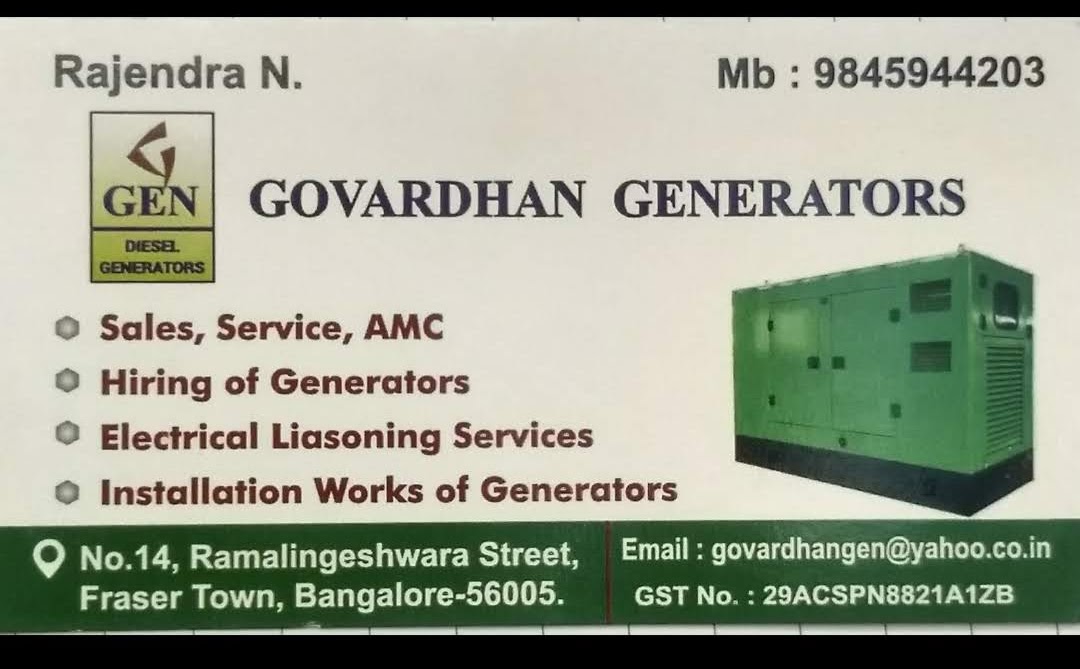 Rajendra N.
Mb : 9845944203
GEN
DIESEL
GENERATORS
GOVARDHAN GENERATORS
Sales, Service, AMC
Hiring of Generators
Electrical Liasoning Services
Installation Works of Generators
No.14, Ramalingeshwara Street,
Fraser Town, Bangalore-56005.
Email : govardhangen@yahoo.co.in
GST No. : 29ACSPN8821A1ZB